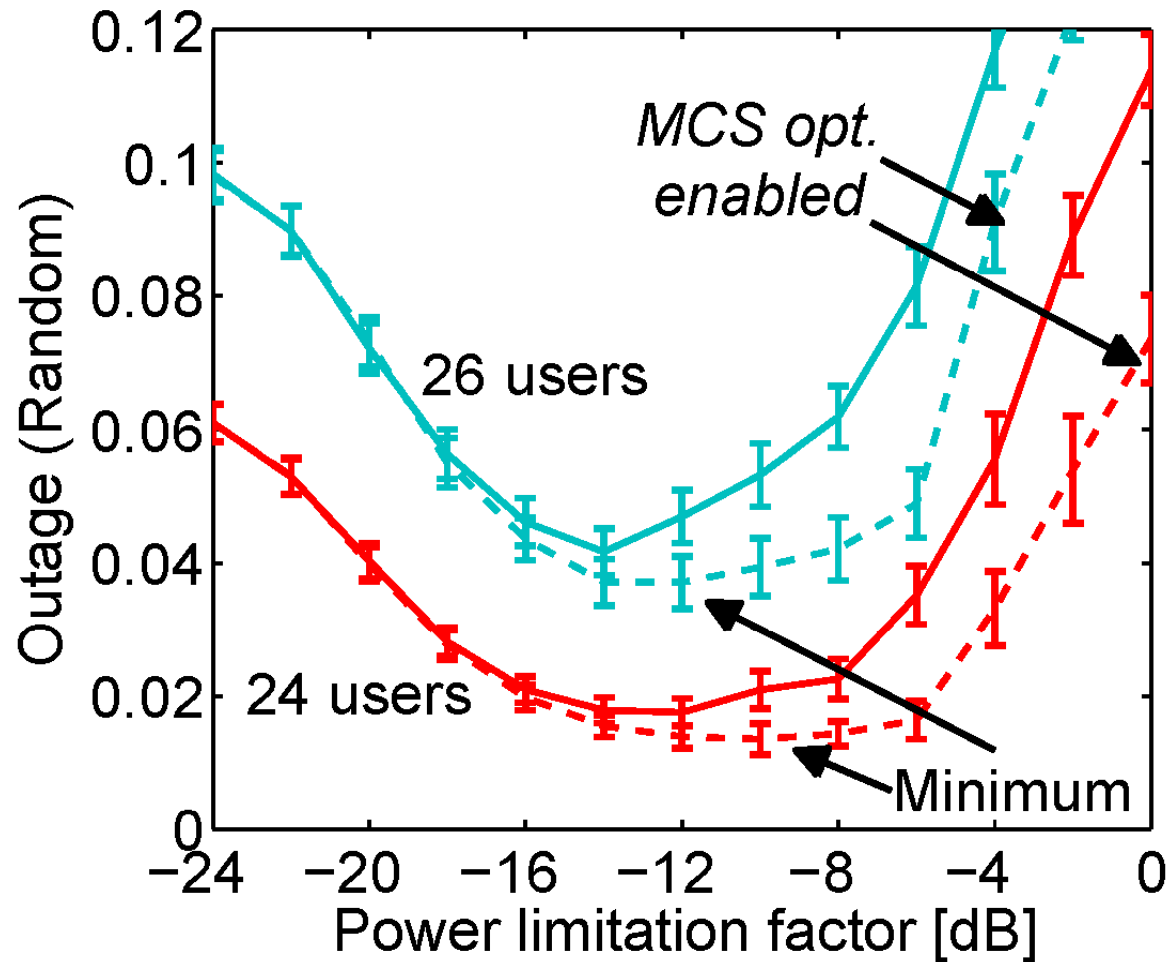 0.12
0.1
0.08
0.06
0.04
0.02
0
Outage (Random)
MCS opt.
enabled
26 users
24 users
Minimum
−24 −20 −16 −12 −8 −4 0
Power limitation factor [dB]